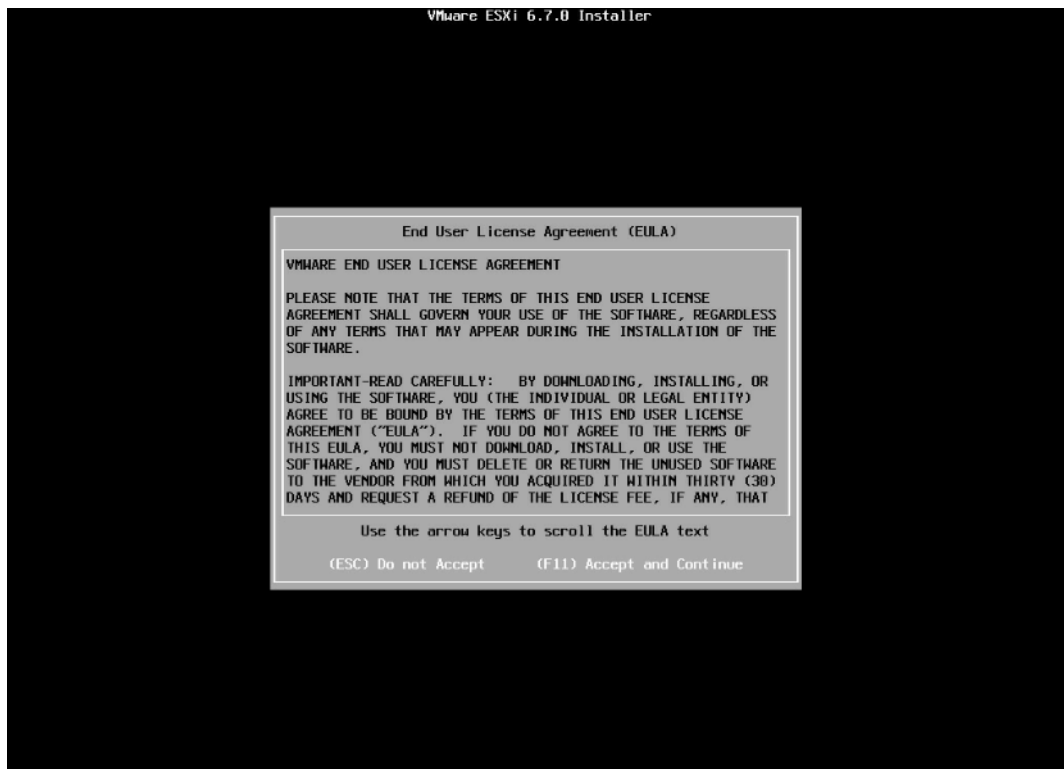 VMware ESXi 6.7.0 Installer
End User License Agreement (EULA)
VMWARE END USER LICENSE AGREEMENT
PLEASE NOTE THAT THE TERMS OF THIS END USER LICENSE
AGREEMENT SHALL GOVERN YOUR USE OF THE SOFTWARE, REGARDLESS
OF ANY TERMS THAT MAY APPEAR DURING THE INSTALLATION OF THE
SOFTWARE.
IMPORTANT-READ CAREFULLY:   BY DOWNLOADING, INSTALLING, OR
USING THE SOFTWARE, YOU (THE INDIVIDUAL OR LEGAL ENTITY)
AGREE TO BE BOUND BY THE TERMS OF THIS END USER LICENSE
AGREEMENT ("EULA").  IF YOU DO NOT AGREE TO THE TERMS OF
THIS EULA, YOU MUST NOT DOWNLOAD, INSTALL, OR USE THE
SOFTWARE, AND YOU MUST DELETE OR RETURN THE UNUSED SOFTWARE
TO THE VENDOR FROM WHICH YOU ACQUIRED IT WITHIN THIRTY (30)
DAYS AND REQUEST A REFUND OF THE LICENSE FEE, IF ANY, THAT
Use the arrow keys to scroll the EULA text
(ESC) Do not Accept (F11) Accept and Continue